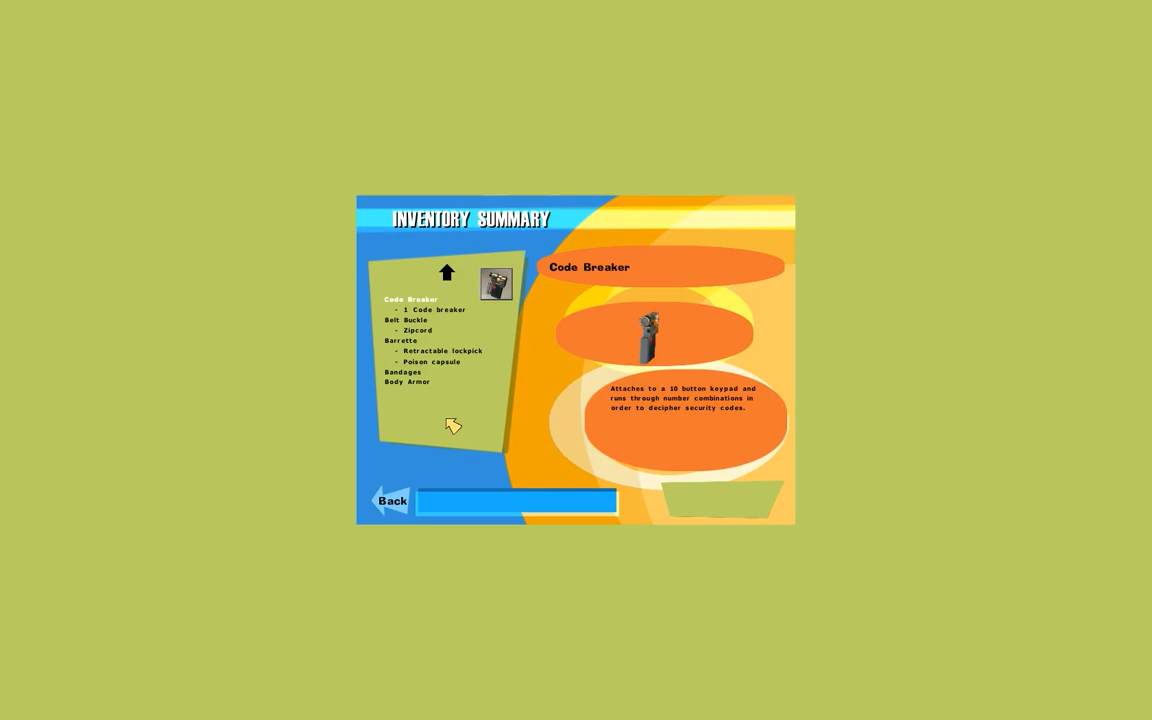 INVENTORY SUMMARY
Code Breaker
- 1 Code breaker
Belt Buckle
- Zipcord
Barrette
- Retractable lockpick
- Poison capsule
Bandages
Body Armor
Code Breaker
Attaches to a 10 button keypad and
runs through number combinations in
order to decipher security codes.
Back